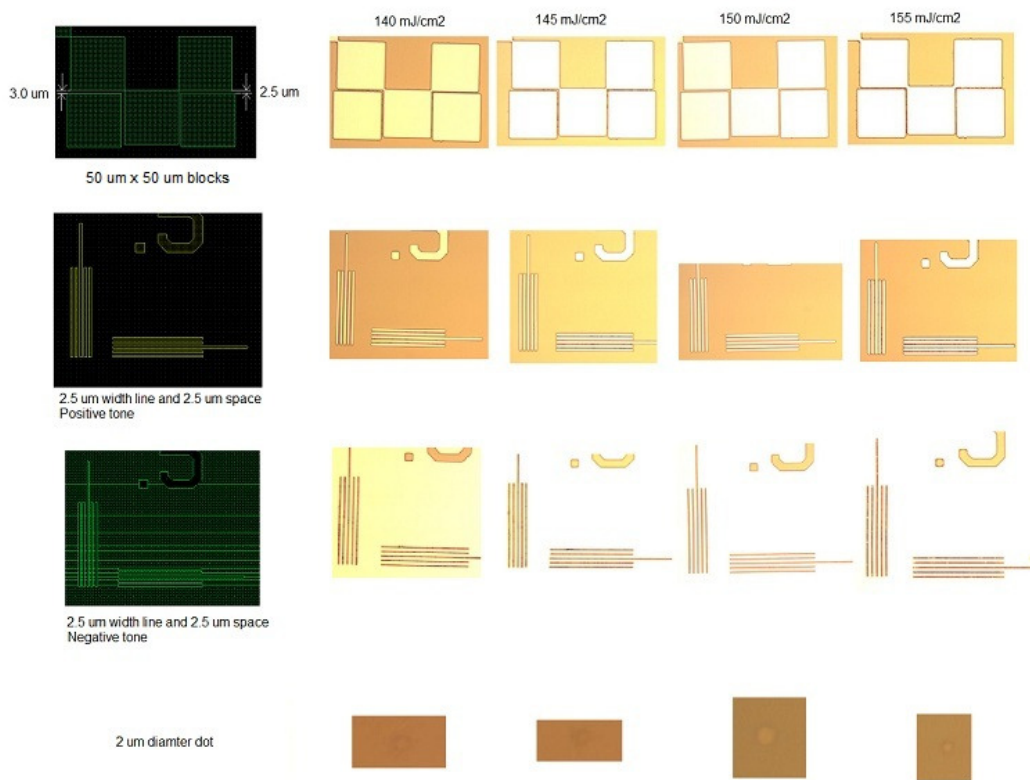 140 mJ/cm2 145 mJ/cm2 150 mJ/cm2 155 mJ/cm2
3.0 um 2.5 um
50 um x 50 um blocks
2.5 um width line and 2.5 um space
Positive tone
2.5 um width line and 2.5 um space
Negative tone
2 um diamter dot